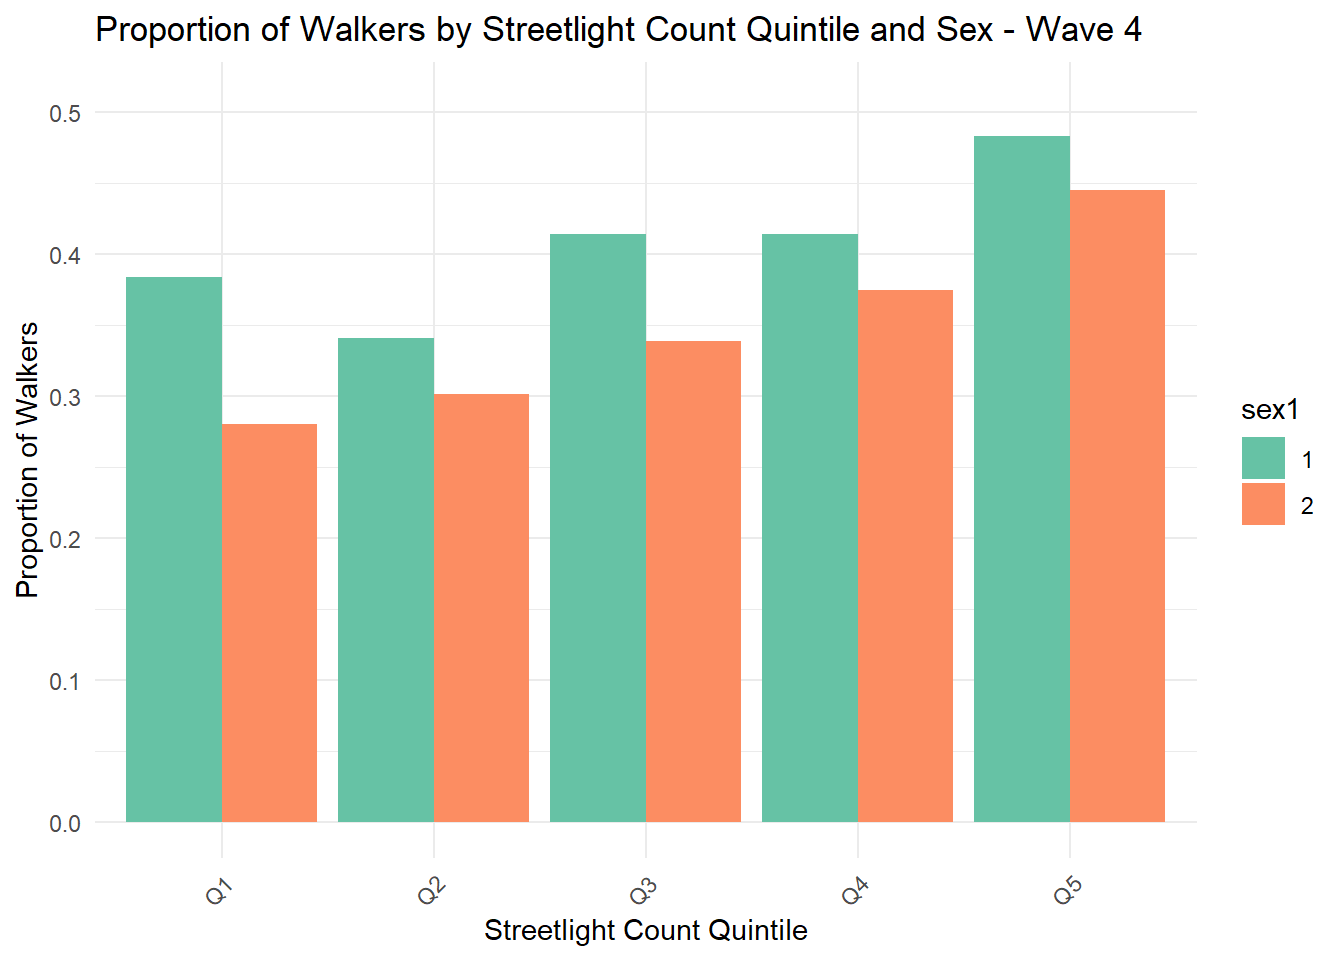 Proportion of Walkers by Streetlight Count Quintile and Sex - Wave 4
Proportion of Walkers
0.5
0.4
0.3
0.2
0.1
0.0
Q1 Q2 Q3 Q4 Q5
Streetlight Count Quintile
sex1
1
2